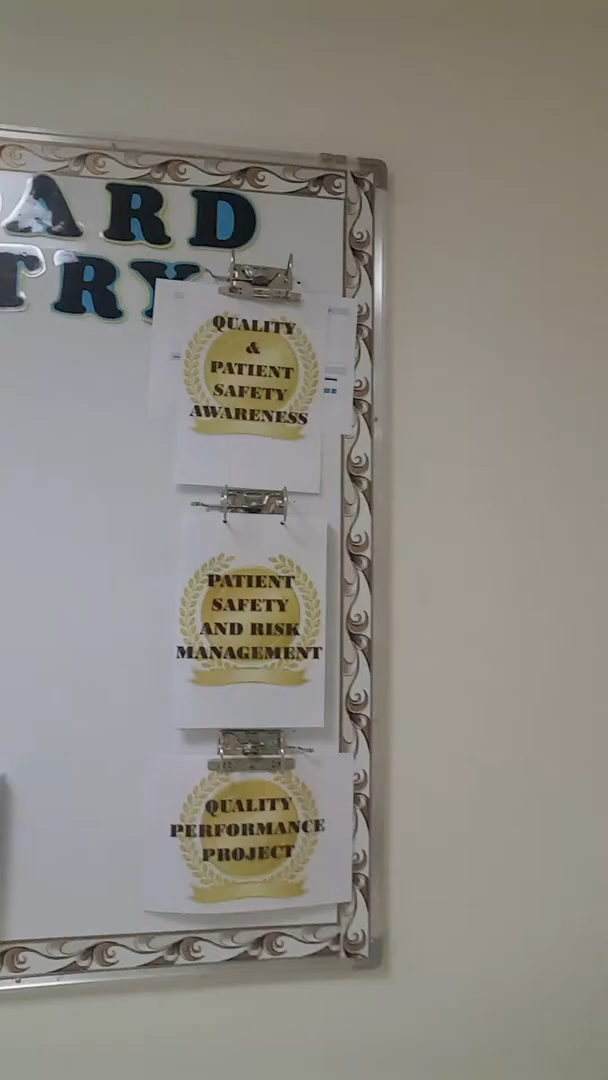 ARD
TRY
QUALITY
&
PATIENT
SAFETY
AWARENESS
PATIENT
SAFETY
AND RISK
MANAGEMENT
QUALITY
PERFORMANCE
PROJECT